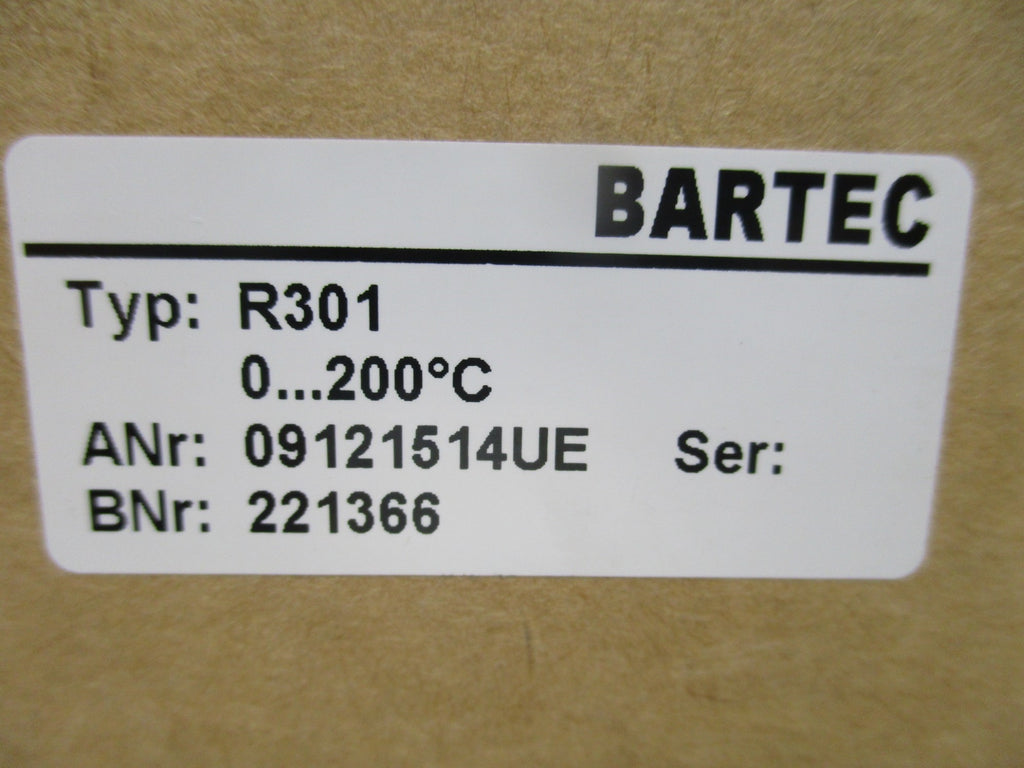 BARTEC
Typ: R301
0...200°C
ANr: 09121514UE Ser:
BNr: 221366